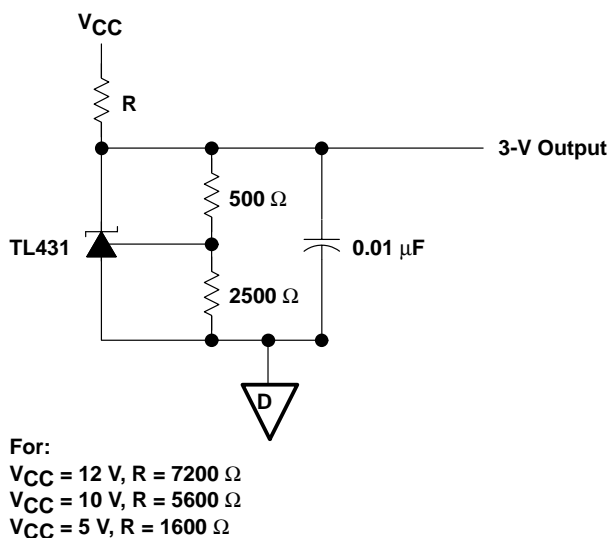 VCC
R
3-V Output
500 Ω
TL431
0.01 μF
2500 Ω
D
For:
VCC = 12 V, R = 7200 Ω
VCC = 10 V, R = 5600 Ω
VCC = 5 V, R = 1600 Ω